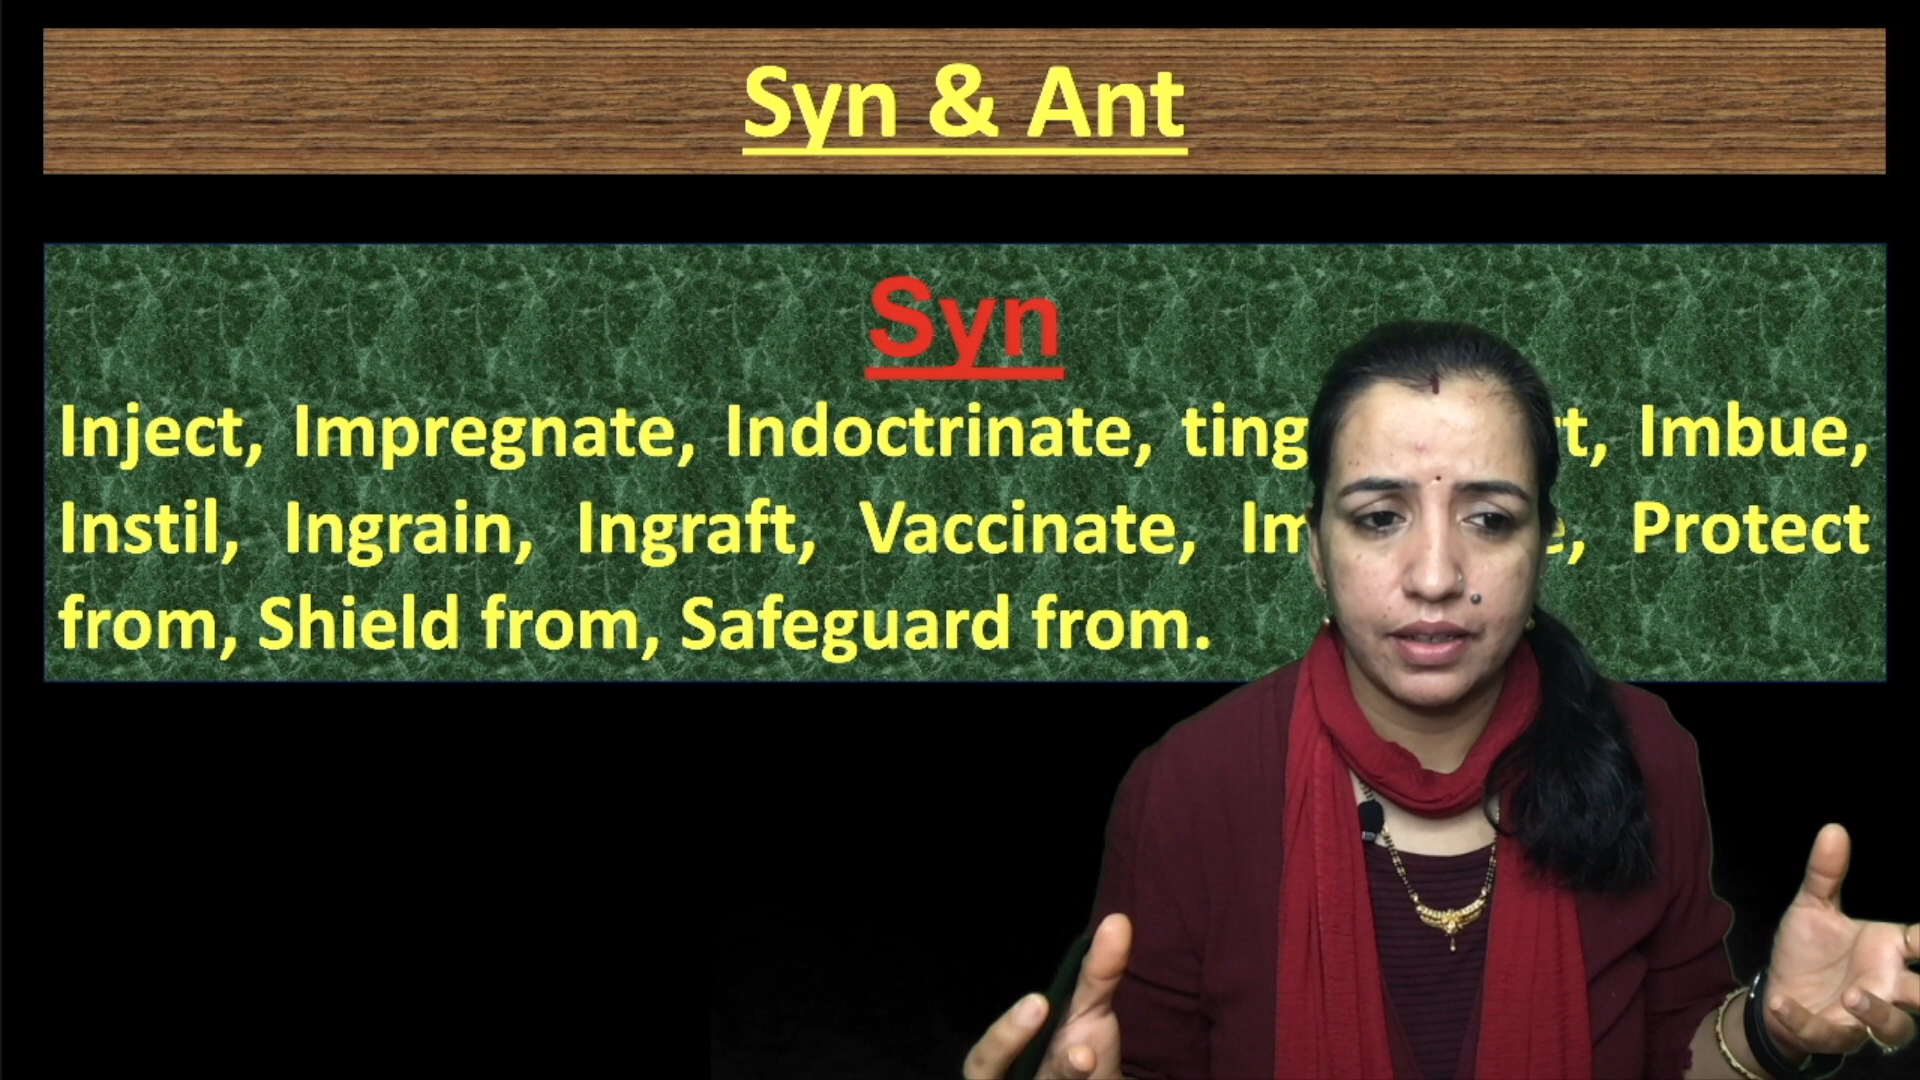 Syn & Ant
Syn
Inject, Impregnate, Indoctrinate, Imbue,
Instil, Ingrain, Ingraft, Vaccinate, Protect
from, Shield from, Safeguard from.